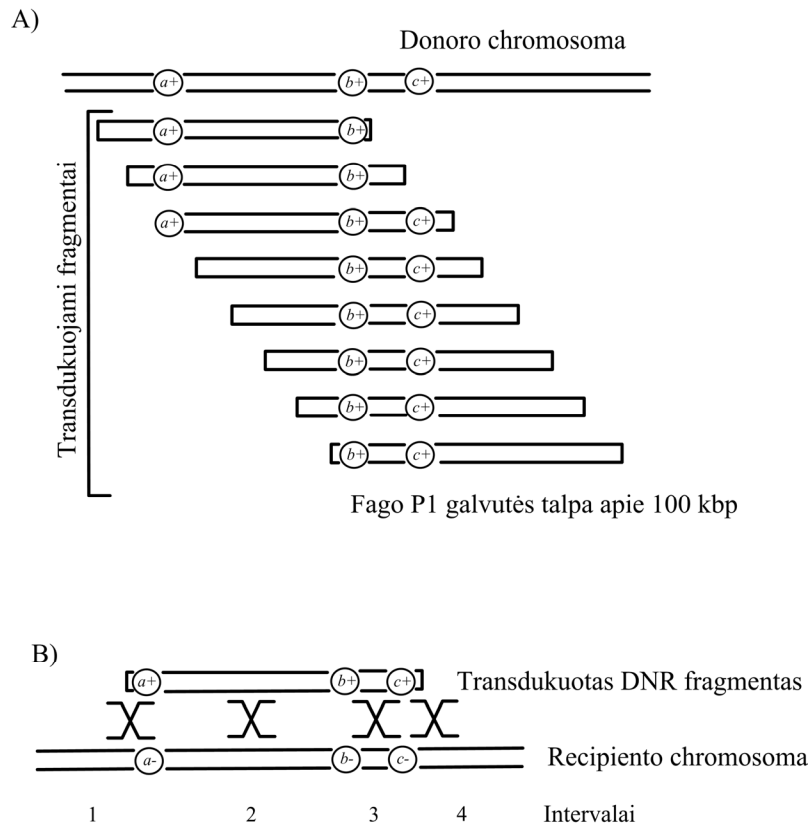 A)
Donoro chromosoma
a+ b+ c+
Transdukuojami fragmentai
a+ b+
a+ b+
a+ b+ c+
b+ c+
b+ c+
b+ c+
b+ c+
b+ c+
Fago P1 galvutės talpa apie 100 kbp
B)
a+ b+ c+ Transdukuotas DNR fragmentas
a- b- c- Recipiento chromosoma
1 2 3 4 Intervalai